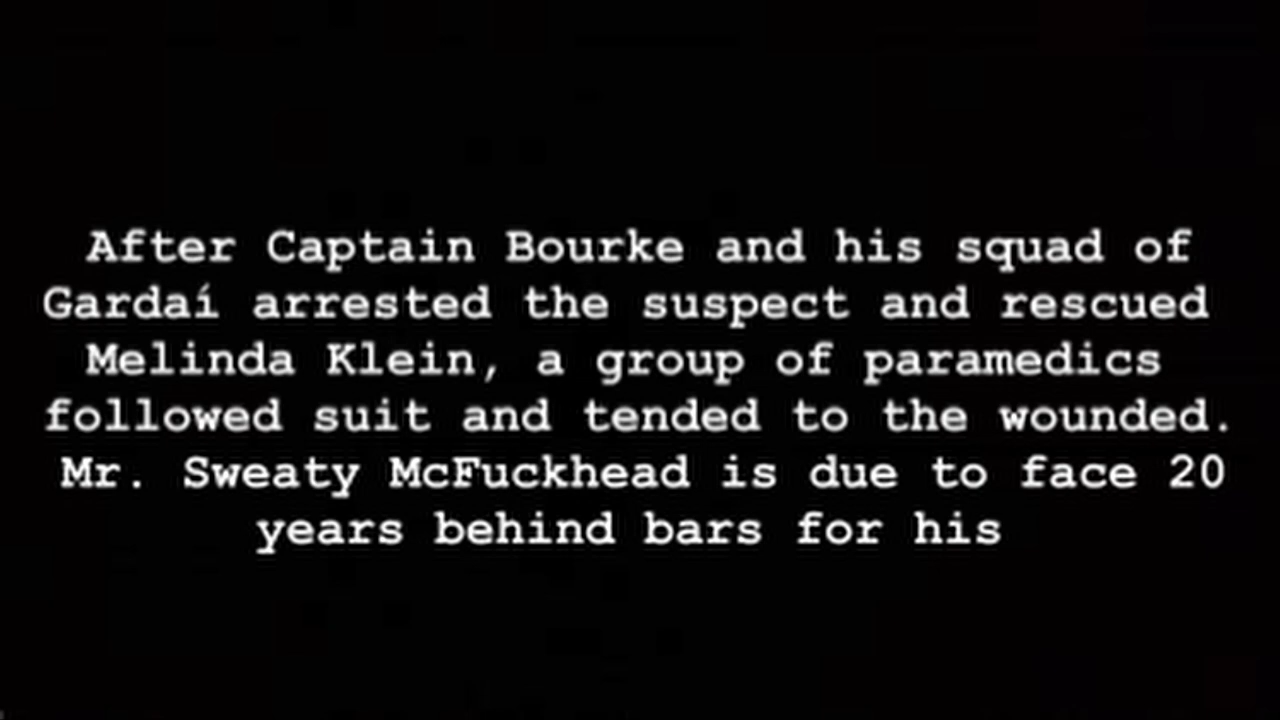 After Captain Bourke and his squad of
Gardaí arrested the suspect and rescued
Melinda Klein, a group of paramedics
followed suit and tended to the wounded.
Mr. Sweaty McFuckhead is due to face 20
years behind bars for his